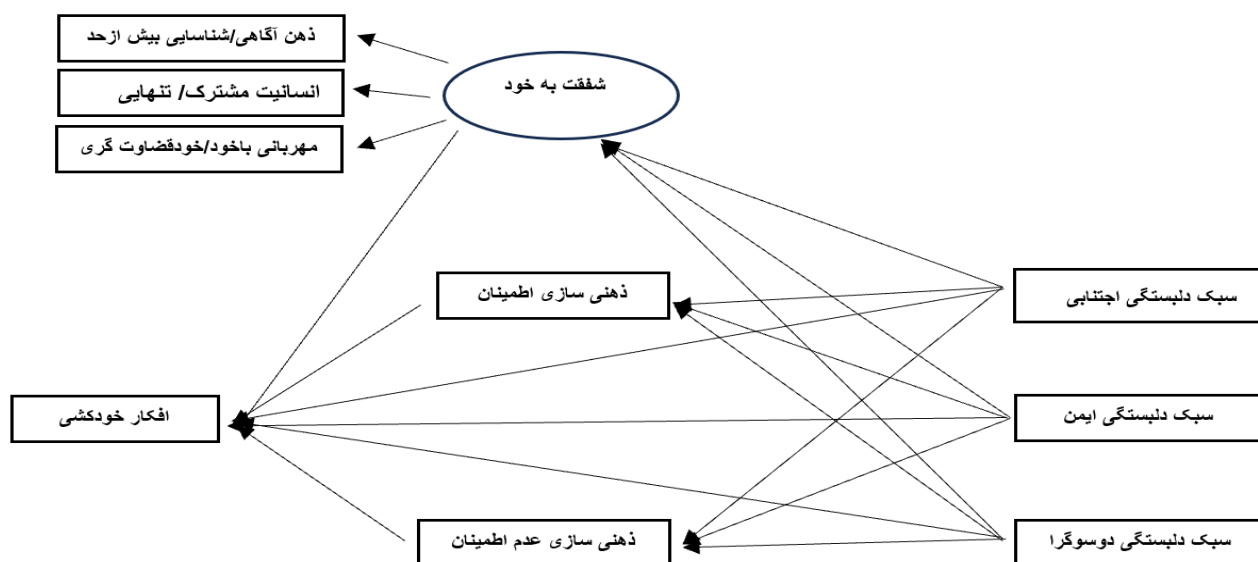 ذهن آگاهی/شناسایی بیش ازحد
شفقت به خود
انسانیت مشترک/ تنهایی
مهربانی باخود/خودقضاوت گری
سبک دلبستگی اجتنابی
ذهنی سازی اطمینان
سبک دلبستگی ایمن
افکار خودکشی
سبک دلبستگی دوسوگرا
ذهنی سازی عدم اطمینان